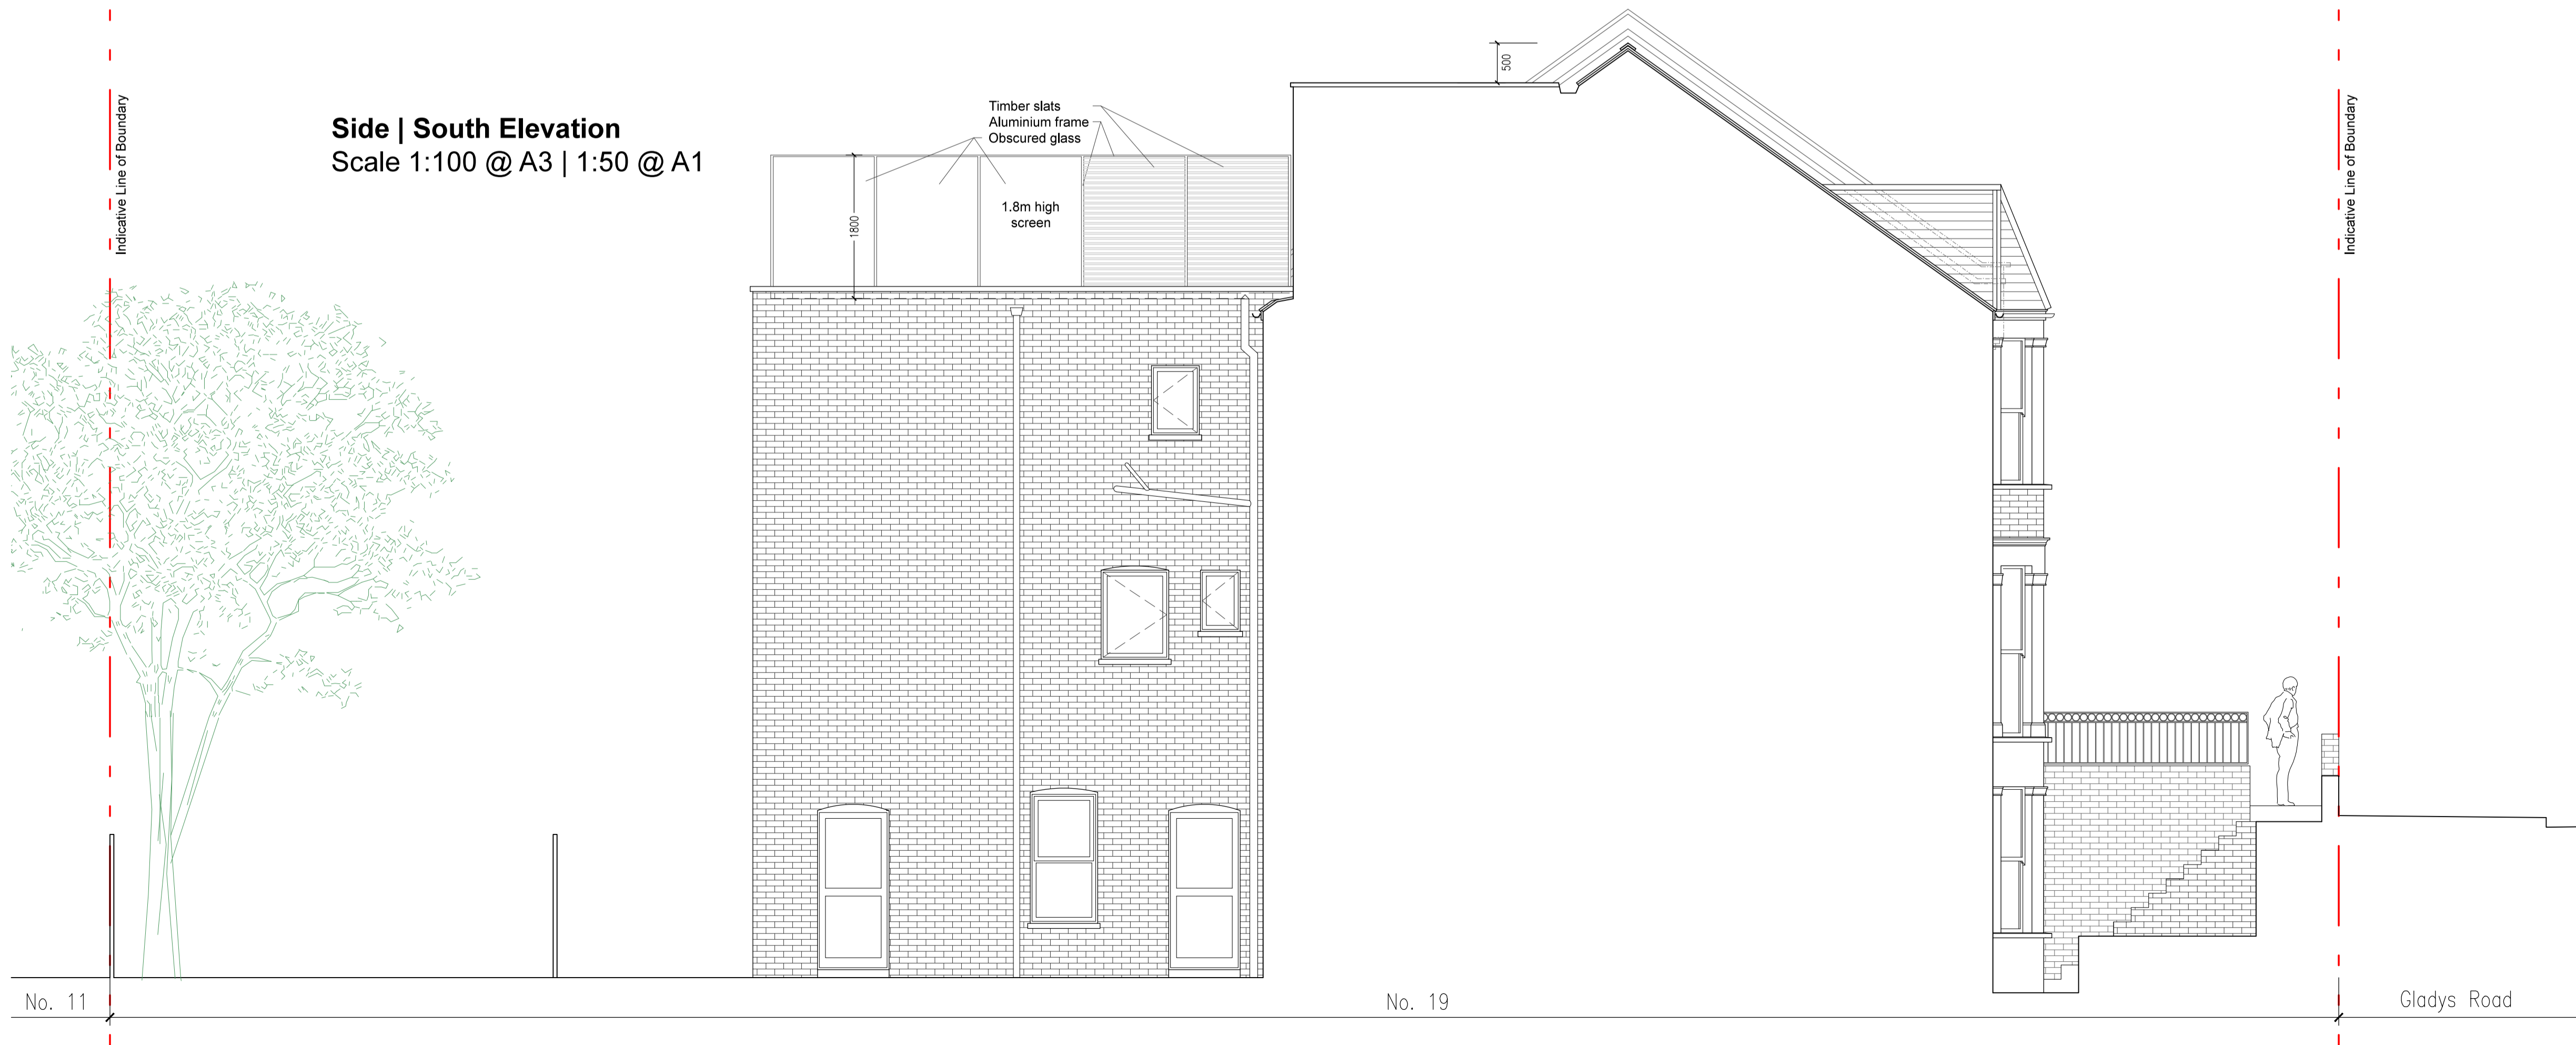 Indicative Line of Boundary
Side | South Elevation
Scale 1:100 @ A3 | 1:50 @ A1
Timber slats
Aluminium frame
Obscured glass
1.8m high
screen
1800
500
Indicative Line of Boundary
No. 11
No. 19
Gladys Road